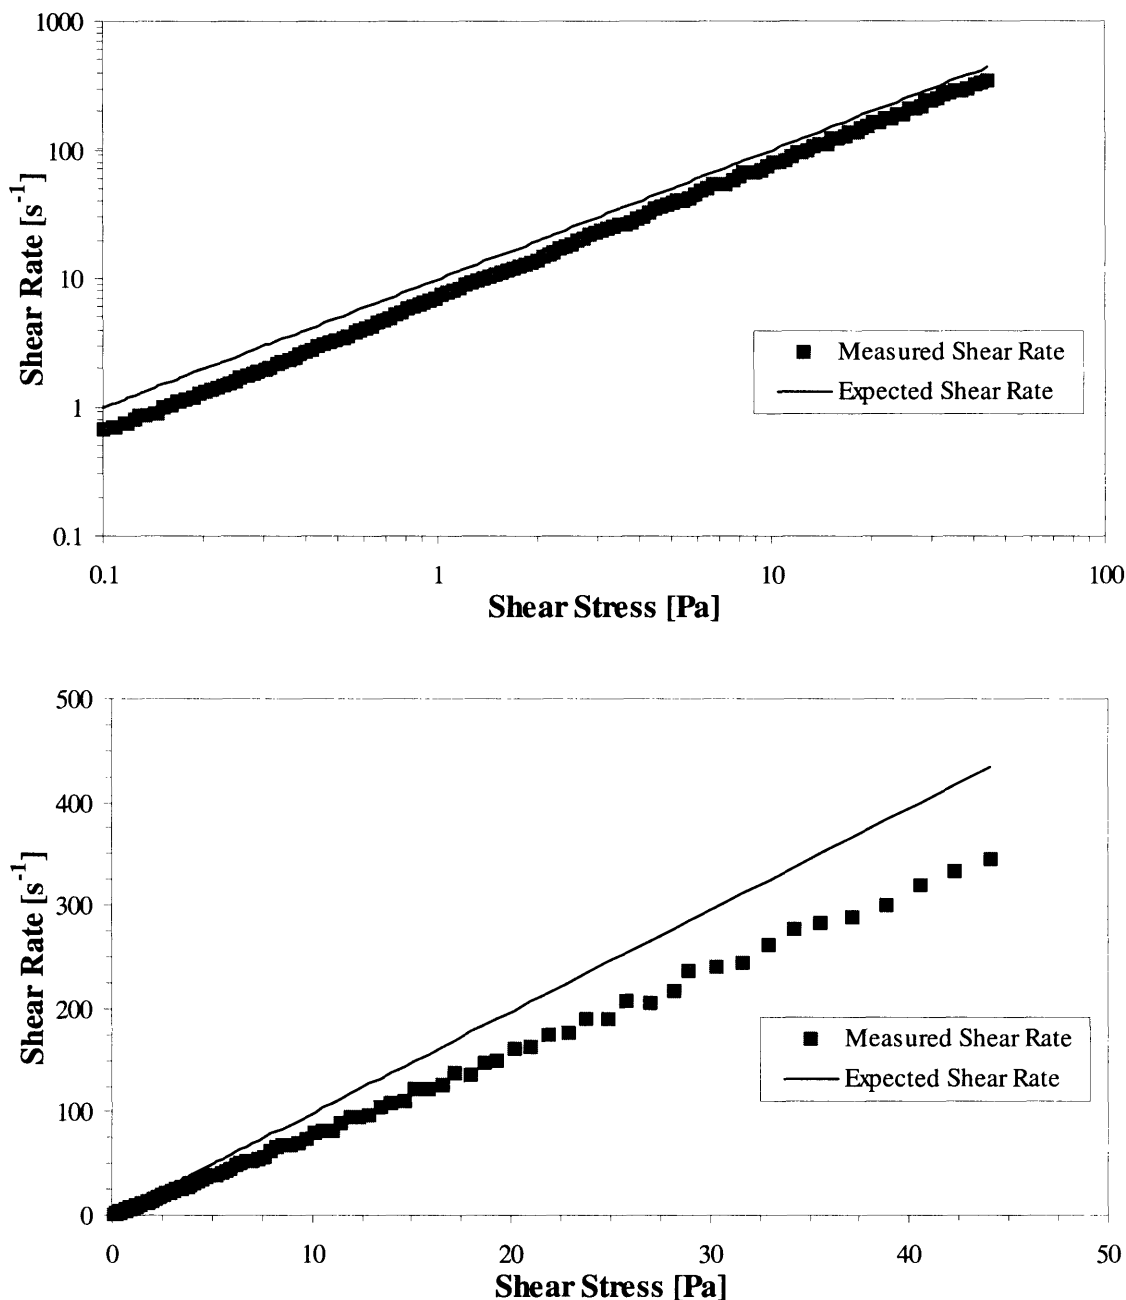 1000
100
10
1
0.1
Shear Rate [s⁻¹]
Measured Shear Rate
Expected Shear Rate
0.1 1 10 100
Shear Stress [Pa]
500
400
300
200
100
0
Shear Rate [s⁻¹]
Measured Shear Rate
Expected Shear Rate
0 10 20 30 40 50
Shear Stress [Pa]